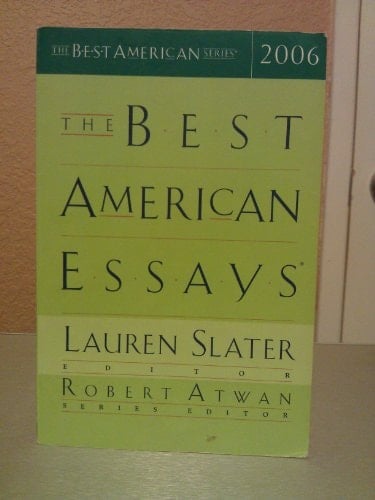 THE BEST AMERICAN SERIES® 2006
THE BEST
AMERICAN
ESSAYS®
LAUREN SLATER
EDITOR
ROBERT ATWAN
SERIES EDITOR